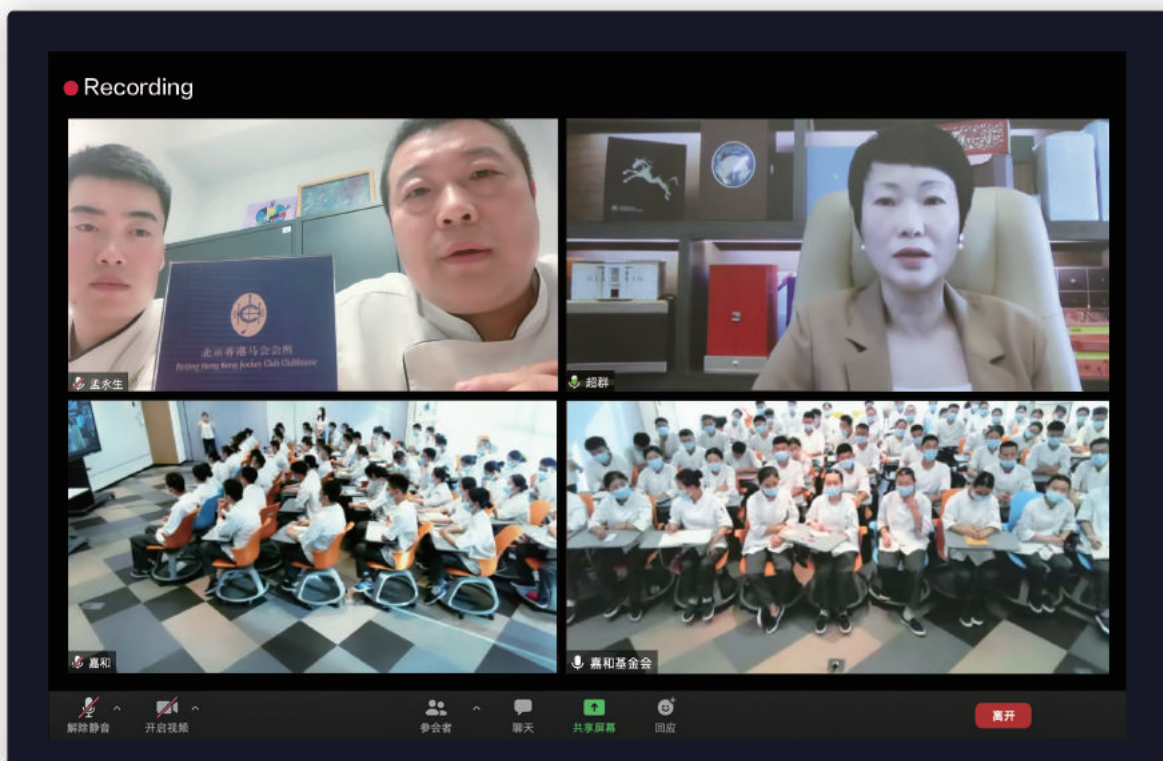 Recording
北京香港马会会所
Beijing Hong Kong Jockey Club Clubhouse
孟永生
超群
嘉和
嘉和基金会
解除静音
开启视频
参会者
聊天
共享屏幕
回应
离开